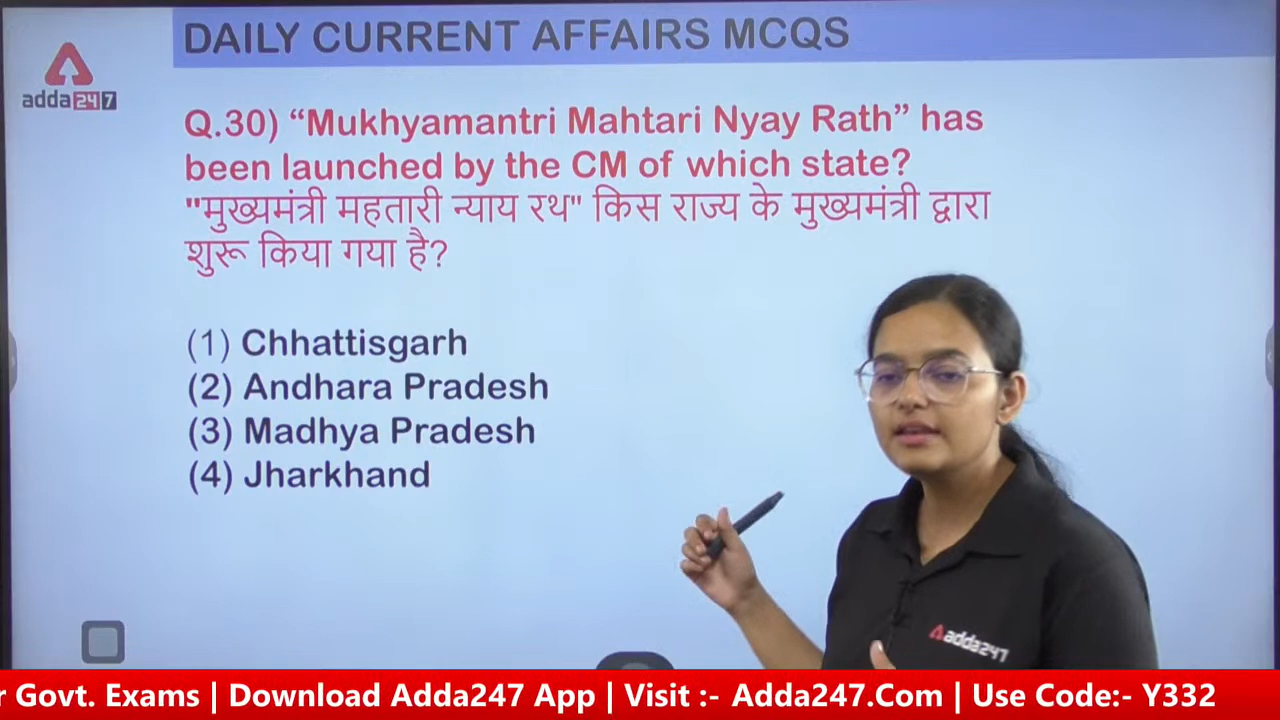 DAILY CURRENT AFFAIRS MCQS
adda247
Q.30) “Mukhyamantri Mahtari Nyay Rath” has
been launched by the CM of which state?
"मुख्यमंत्री महतारी न्याय रथ" किस राज्य के मुख्यमंत्री द्वारा
शुरू किया गया है?
(1) Chhattisgarh
(2) Andhara Pradesh
(3) Madhya Pradesh
(4) Jharkhand
adda247
r Govt. Exams | Download Adda247 App | Visit :- Adda247.Com | Use Code:- Y332